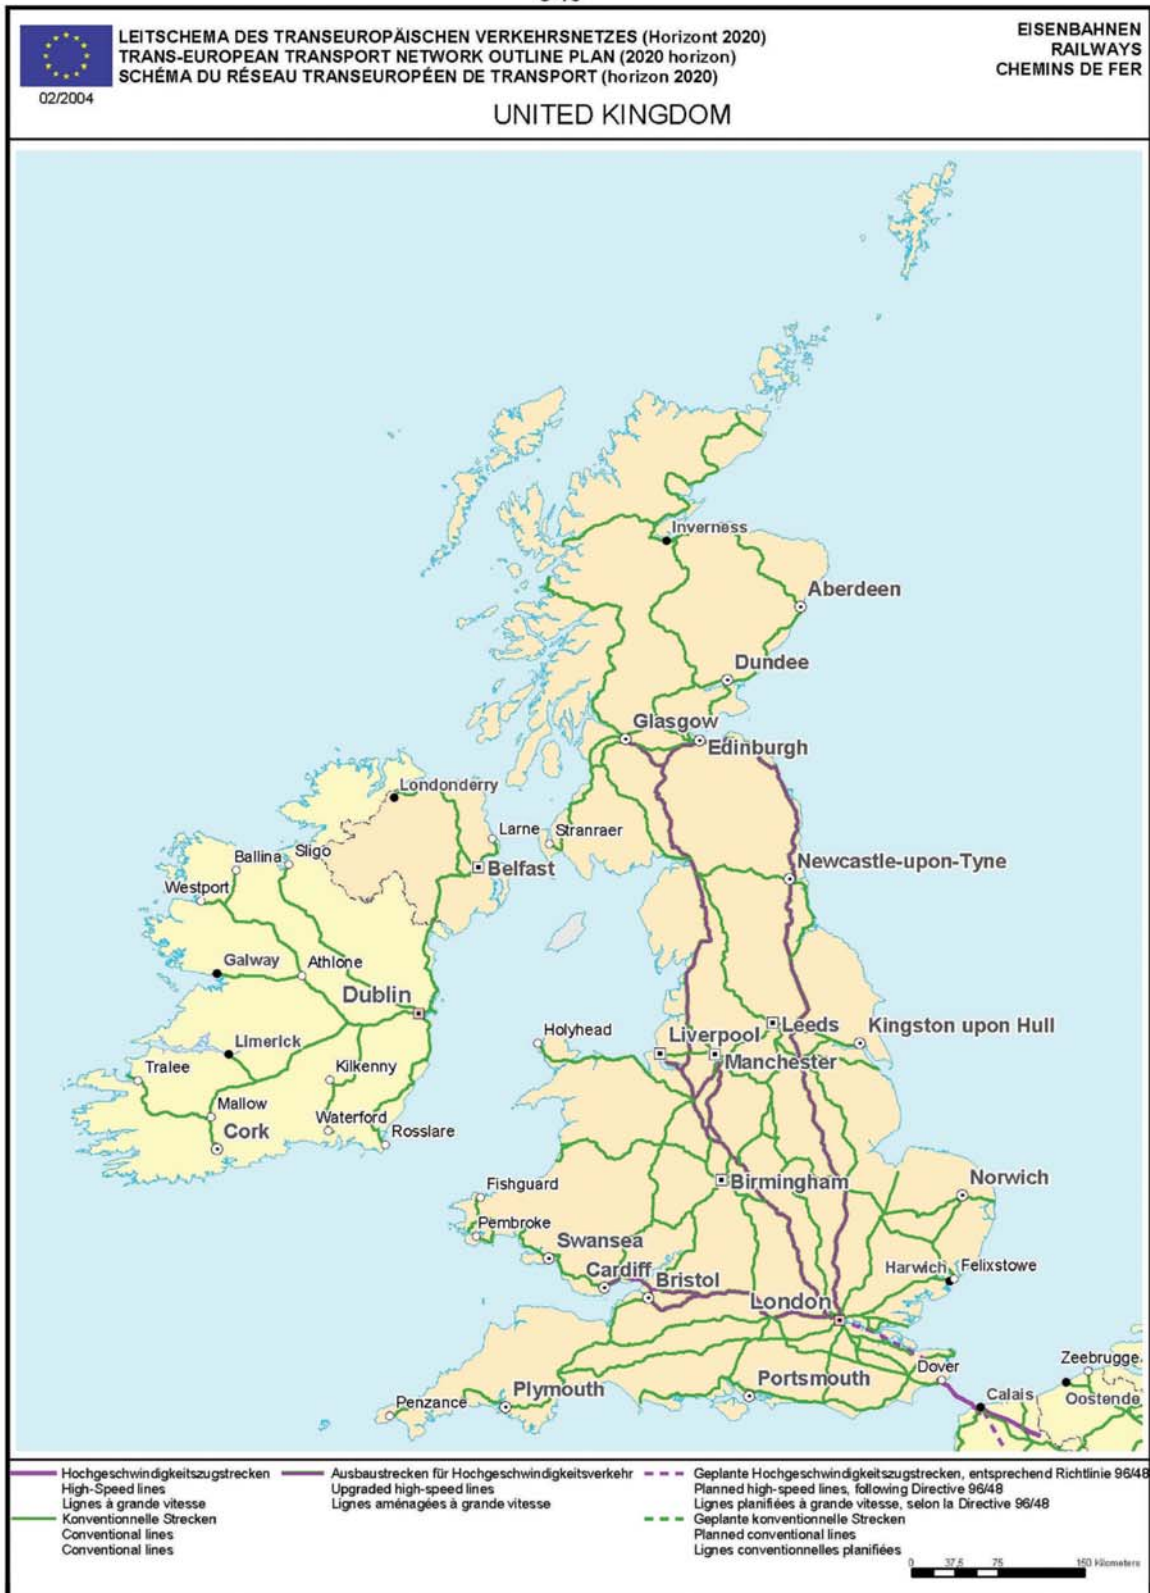 LEITSCHEMA DES TRANSEUROPÄISCHEN VERKEHRSNETZES (Horizont 2020)
TRANS-EUROPEAN TRANSPORT NETWORK OUTLINE PLAN (2020 horizon)
SCHÉMA DU RÉSEAU TRANSEUROPÉEN DE TRANSPORT (horizon 2020)
EISENBAHNEN
RAILWAYS
CHEMINS DE FER
02/2004
UNITED KINGDOM
Inverness
Aberdeen
Dundee
Glasgow
Edinburgh
Londonderry
Larne
Stranraer
Ballina
Sligo
Belfast
Newcastle-upon-Tyne
Westport
Galway
Athlone
Dublin
Holyhead
Liverpool
Leeds
Kingston upon Hull
Limerick
Manchester
Tralee
Kilkenny
Mallow
Waterford
Cork
Rosslare
Fishguard
Birmingham
Norwich
Pembroke
Swansea
Cardiff
Bristol
Harwich
Felixstowe
London
Dover
Zeebrugge
Penzance
Plymouth
Portsmouth
Calais
Oostende
Hochgeschwindigkeitszugstrecken
High-Speed lines
Lignes à grande vitesse
Konventionnelle Strecken
Conventional lines
Conventional lines
Ausbaustrecken für Hochgeschwindigkeitsverkehr
Upgraded high-speed lines
Lignes aménagées à grande vitesse
Geplante Hochgeschwindigkeitszugstrecken, entsprechend Richtlinie 96/48
Planned high-speed lines, following Directive 96/48
Lignes planifiées à grande vitesse, selon la Directive 96/48
Geplante konventionelle Strecken
Planned conventional lines
Lignes conventionnelles planifiées
0 37,5 75 150 Kilometers